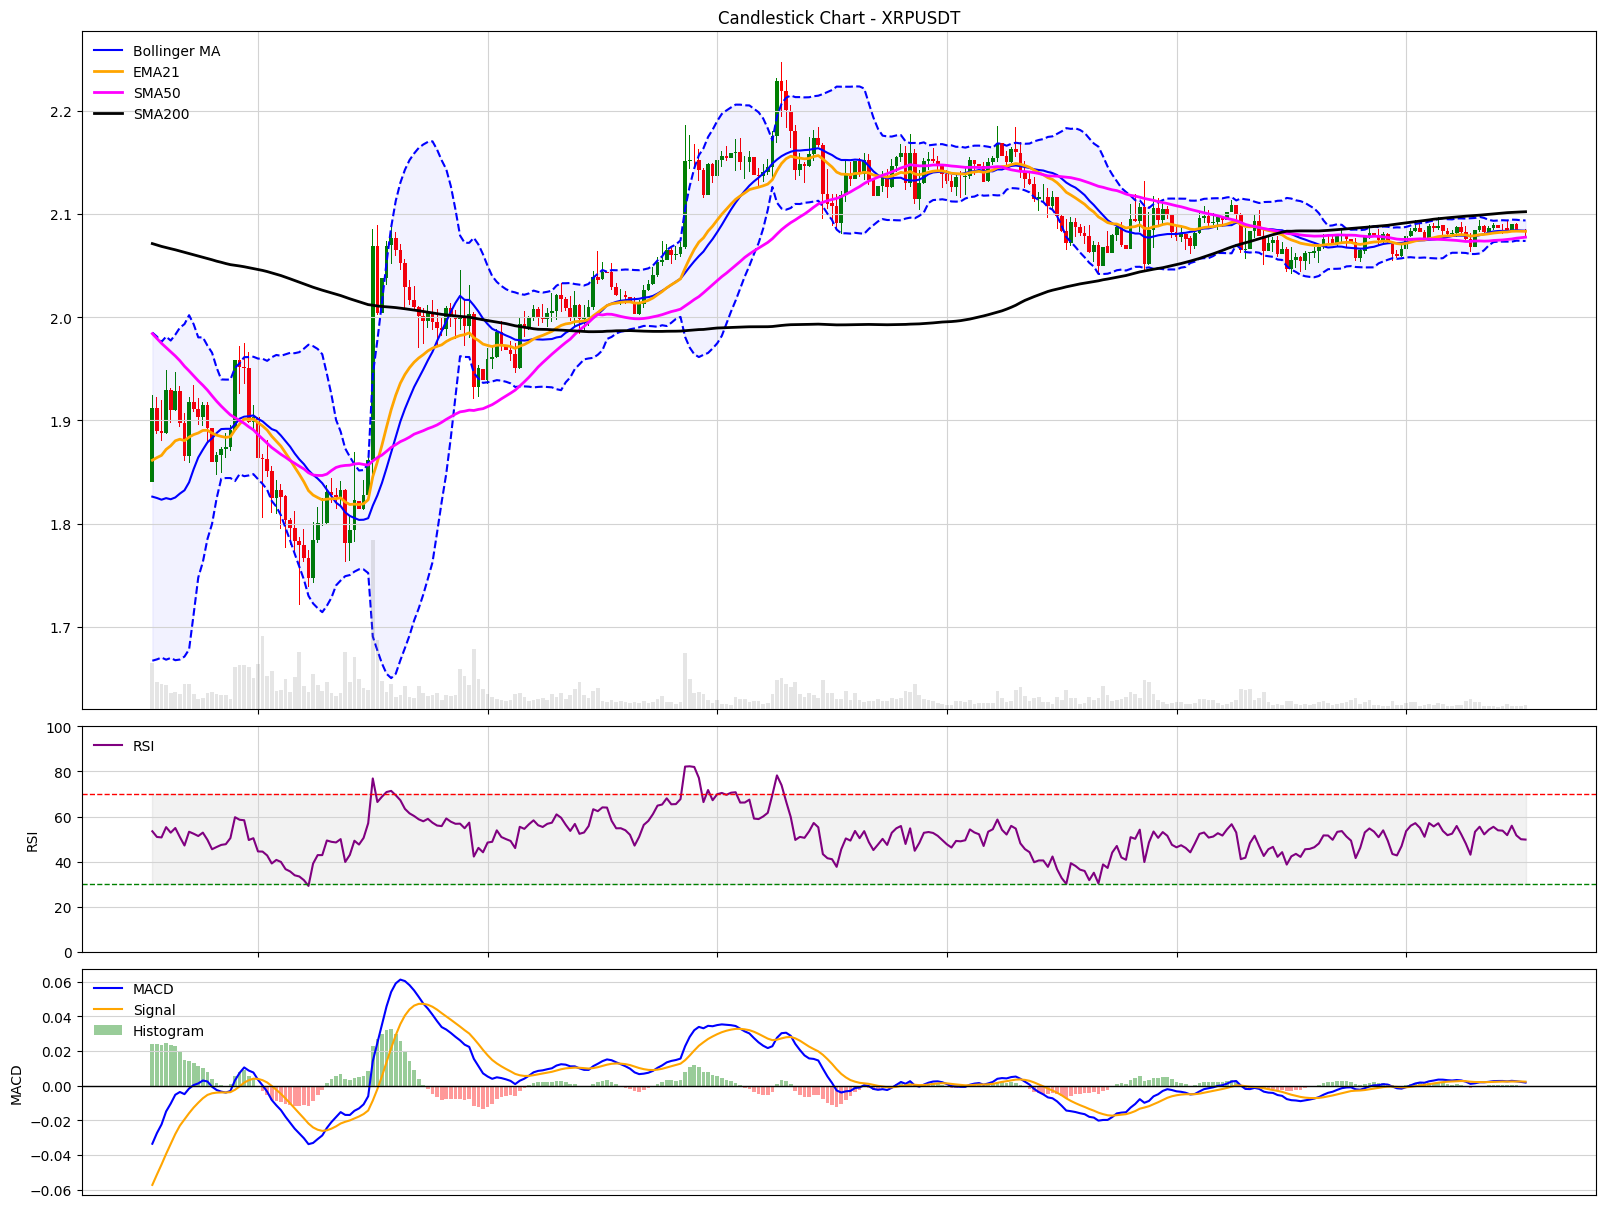 Candlestick Chart - XRPUSDT
Bollinger MA
EMA21
SMA50
SMA200
2.2
2.1
2.0
1.9
1.8
1.7
RSI
100
80
60
40
20
0
RSI
MACD
Signal
Histogram
0.06
0.04
0.02
0.00
−0.02
−0.04
−0.06
MACD